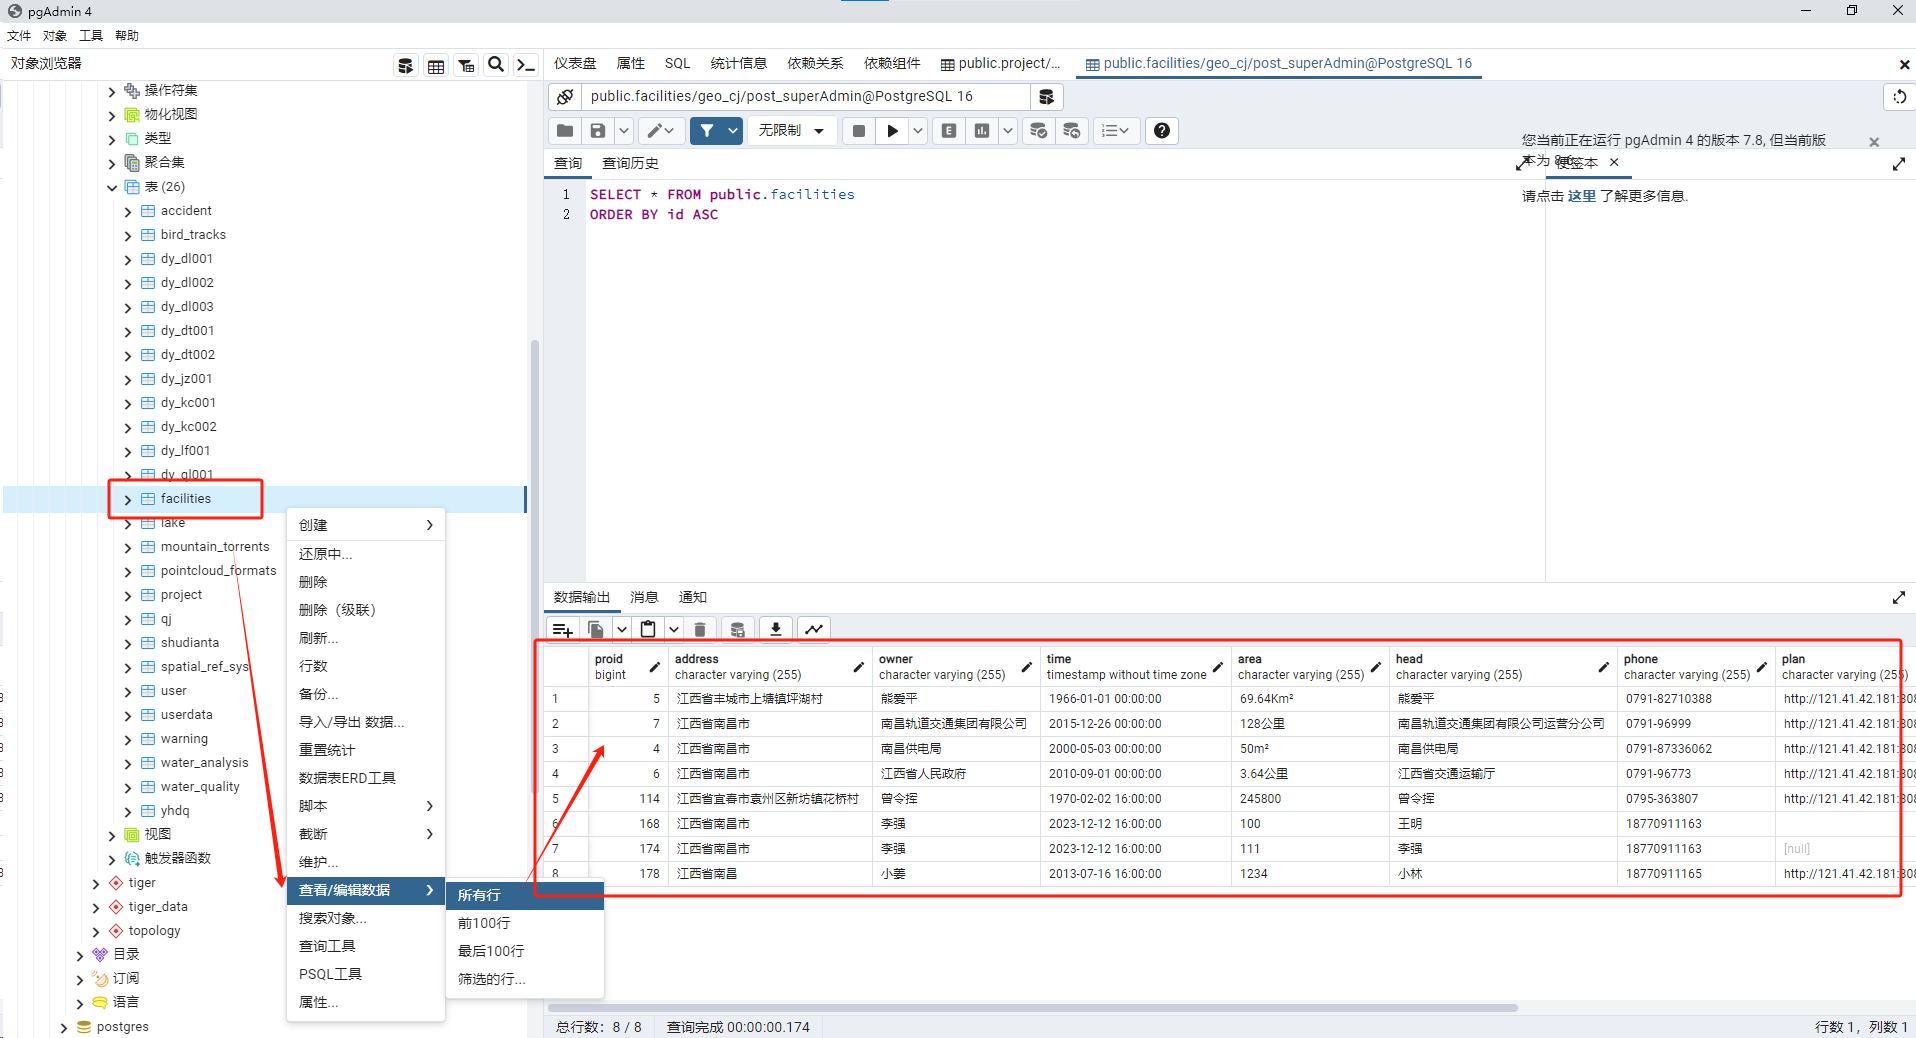 pgAdmin 4
文件 对象 工具 帮助
对象浏览器
仪表盘 属性 SQL 统计信息 依赖关系 依赖组件 public.project/... public.facilities/geo_cj/post_superAdmin@PostgreSQL 16
public.facilities/geo_cj/post_superAdmin@PostgreSQL 16
无限制
您当前正在运行 pgAdmin 4 的版本 7.8, 但当前版
本为
请点击 这里 了解更多信息.
查询 查询历史
便签本
1 SELECT * FROM public.facilities
2 ORDER BY id ASC
操作符集
物化视图
类型
聚合集
表 (26)
accident
bird_tracks
dy_dl001
dy_dl002
dy_dl003
dy_dt001
dy_dt002
dy_jz001
dy_kc001
dy_kc002
dy_lf001
dy_ql001
facilities
lake
mountain_torrents
pointcloud_formats
project
qj
shudianta
spatial_ref_sys
user
userdata
warning
water_analysis
water_quality
yhdq
视图
触发器函数
tiger
tiger_data
topology
目录
订阅
语言
postgres
创建
还原中...
删除
删除（级联）
刷新...
行数
备份...
导入/导出 数据...
重置统计
数据表ERD工具
脚本
截断
维护...
查看/编辑数据
搜索对象...
查询工具
PSQL工具
属性...
所有行
前100行
最后100行
筛选的行...
数据输出 消息 通知
proid address owner time area head phone plan
bigint character varying (255) character varying (255) timestamp without time zone character varying (255) character varying (255) character varying (255) character varying (255)
1 5 江西省丰城市上塘镇坪湖村 熊爱平 1966-01-01 00:00:00 69.64Km² 熊爱平 0791-82710388 http://121.41.42.181:808
2 7 江西省南昌市 南昌轨道交通集团有限公司 2015-12-26 00:00:00 128公里 南昌轨道交通集团有限公司运营分公司 0791-96999 http://121.41.42.181:808
3 4 江西省南昌市 南昌供电局 2000-05-03 00:00:00 50m² 南昌供电局 0791-87336062 http://121.41.42.181:808
4 6 江西省南昌市 江西省人民政府 2010-09-01 00:00:00 3.64公里 江西省交通运输厅 0791-96773 http://121.41.42.181:808
5 114 江西省宜春市袁州区新坊镇花桥村 曾令挥 1970-02-02 16:00:00 245800 曾令挥 0795-363807 http://121.41.42.181:808
6 168 江西省南昌市 李强 2023-12-12 16:00:00 100 王明 18770911163
7 174 江西省南昌市 李强 2023-12-12 16:00:00 111 李强 18770911163 [null]
8 178 江西省南昌 小姜 2013-07-16 16:00:00 1234 小林 18770911165 http://121.41.42.181:808
总行数: 8 / 8 查询完成 00:00:00.174
行数 1, 列数 1